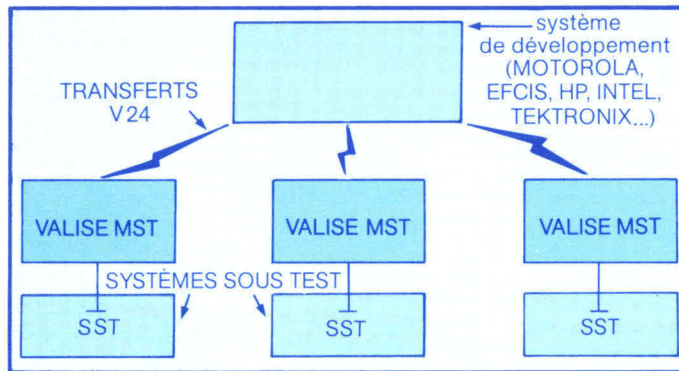 système
de développement
(MOTOROLA,
EFCIS, HP, INTEL,
TEKTRONIX...)
TRANSFERTS
V24
VALISE MST
VALISE MST
VALISE MST
SYSTÈMES SOUS TEST
SST
SST
SST